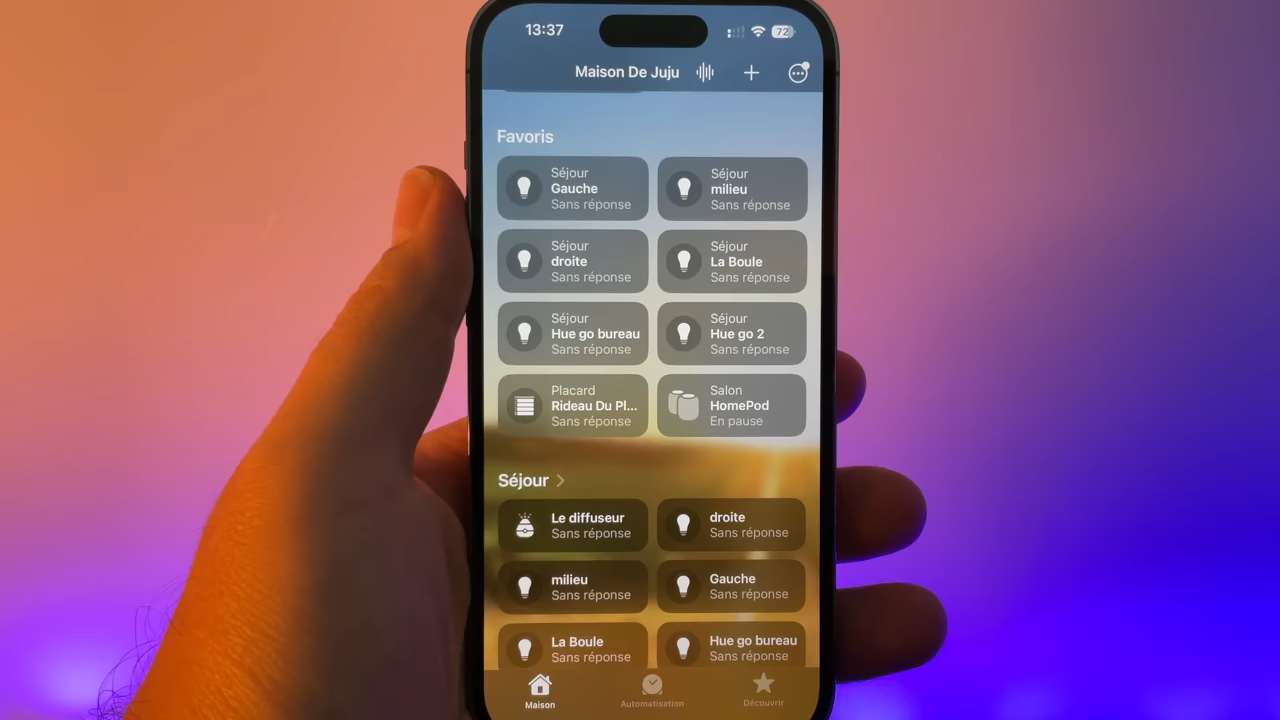 13:37
72
Maison De Juju
Favoris
Séjour
Gauche
Sans réponse
Séjour
milieu
Sans réponse
Séjour
droite
Sans réponse
Séjour
La Boule
Sans réponse
Séjour
Hue go bureau
Sans réponse
Séjour
Hue go 2
Sans réponse
Placard
Rideau Du Pl...
Sans réponse
Salon
HomePod
En pause
Séjour
Le diffuseur
Sans réponse
droite
Sans réponse
milieu
Sans réponse
Gauche
Sans réponse
La Boule
Sans réponse
Hue go bureau
Sans réponse
Maison
Automatisation
Découvrir